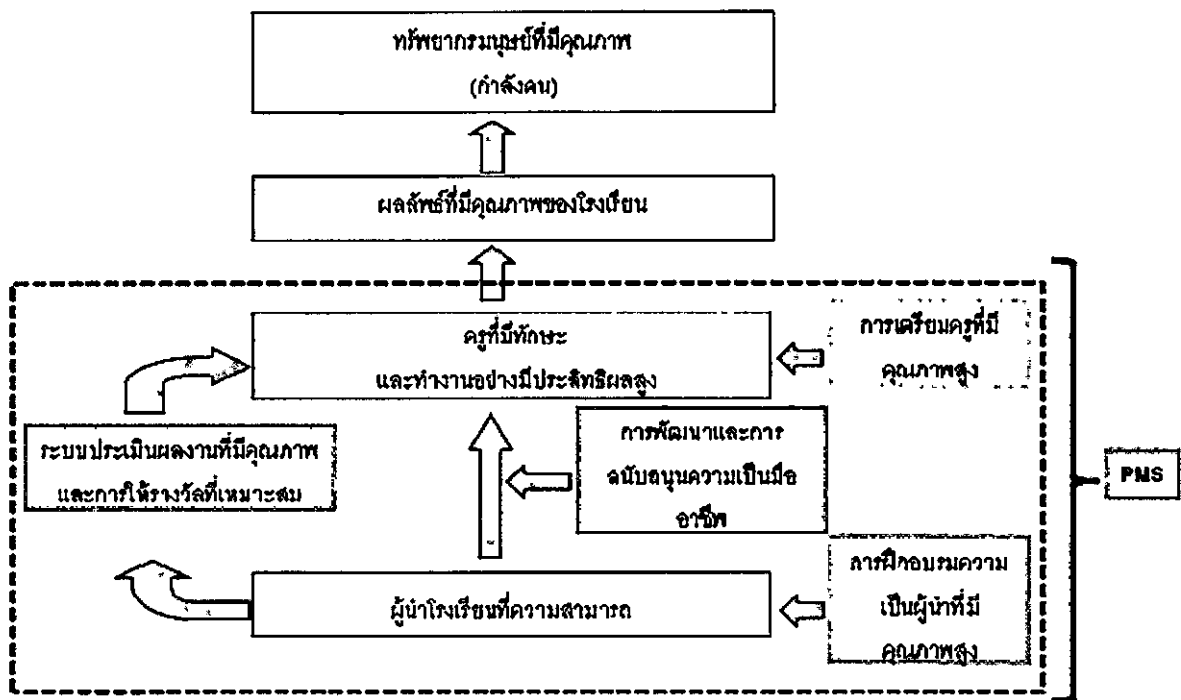 ทรัพยากรมนุษย์ที่มีคุณภาพ
(กำลังคน)
ผลลัพธ์ที่มีคุณภาพของโรงเรียน
ครูที่มีทักษะ
และทำงานอย่างมีประสิทธิผลสูง
การเตรียมครูที่มี
คุณภาพสูง
ระบบประเมินผลงานที่มีคุณภาพ
และการให้รางวัลที่เหมาะสม
การพัฒนาและการ
สนับสนุนความเป็นมือ
อาชีพ
PMS
ผู้นำโรงเรียนที่ความสามารถ
การฝึกอบรมความ
เป็นผู้นำที่มี
คุณภาพสูง